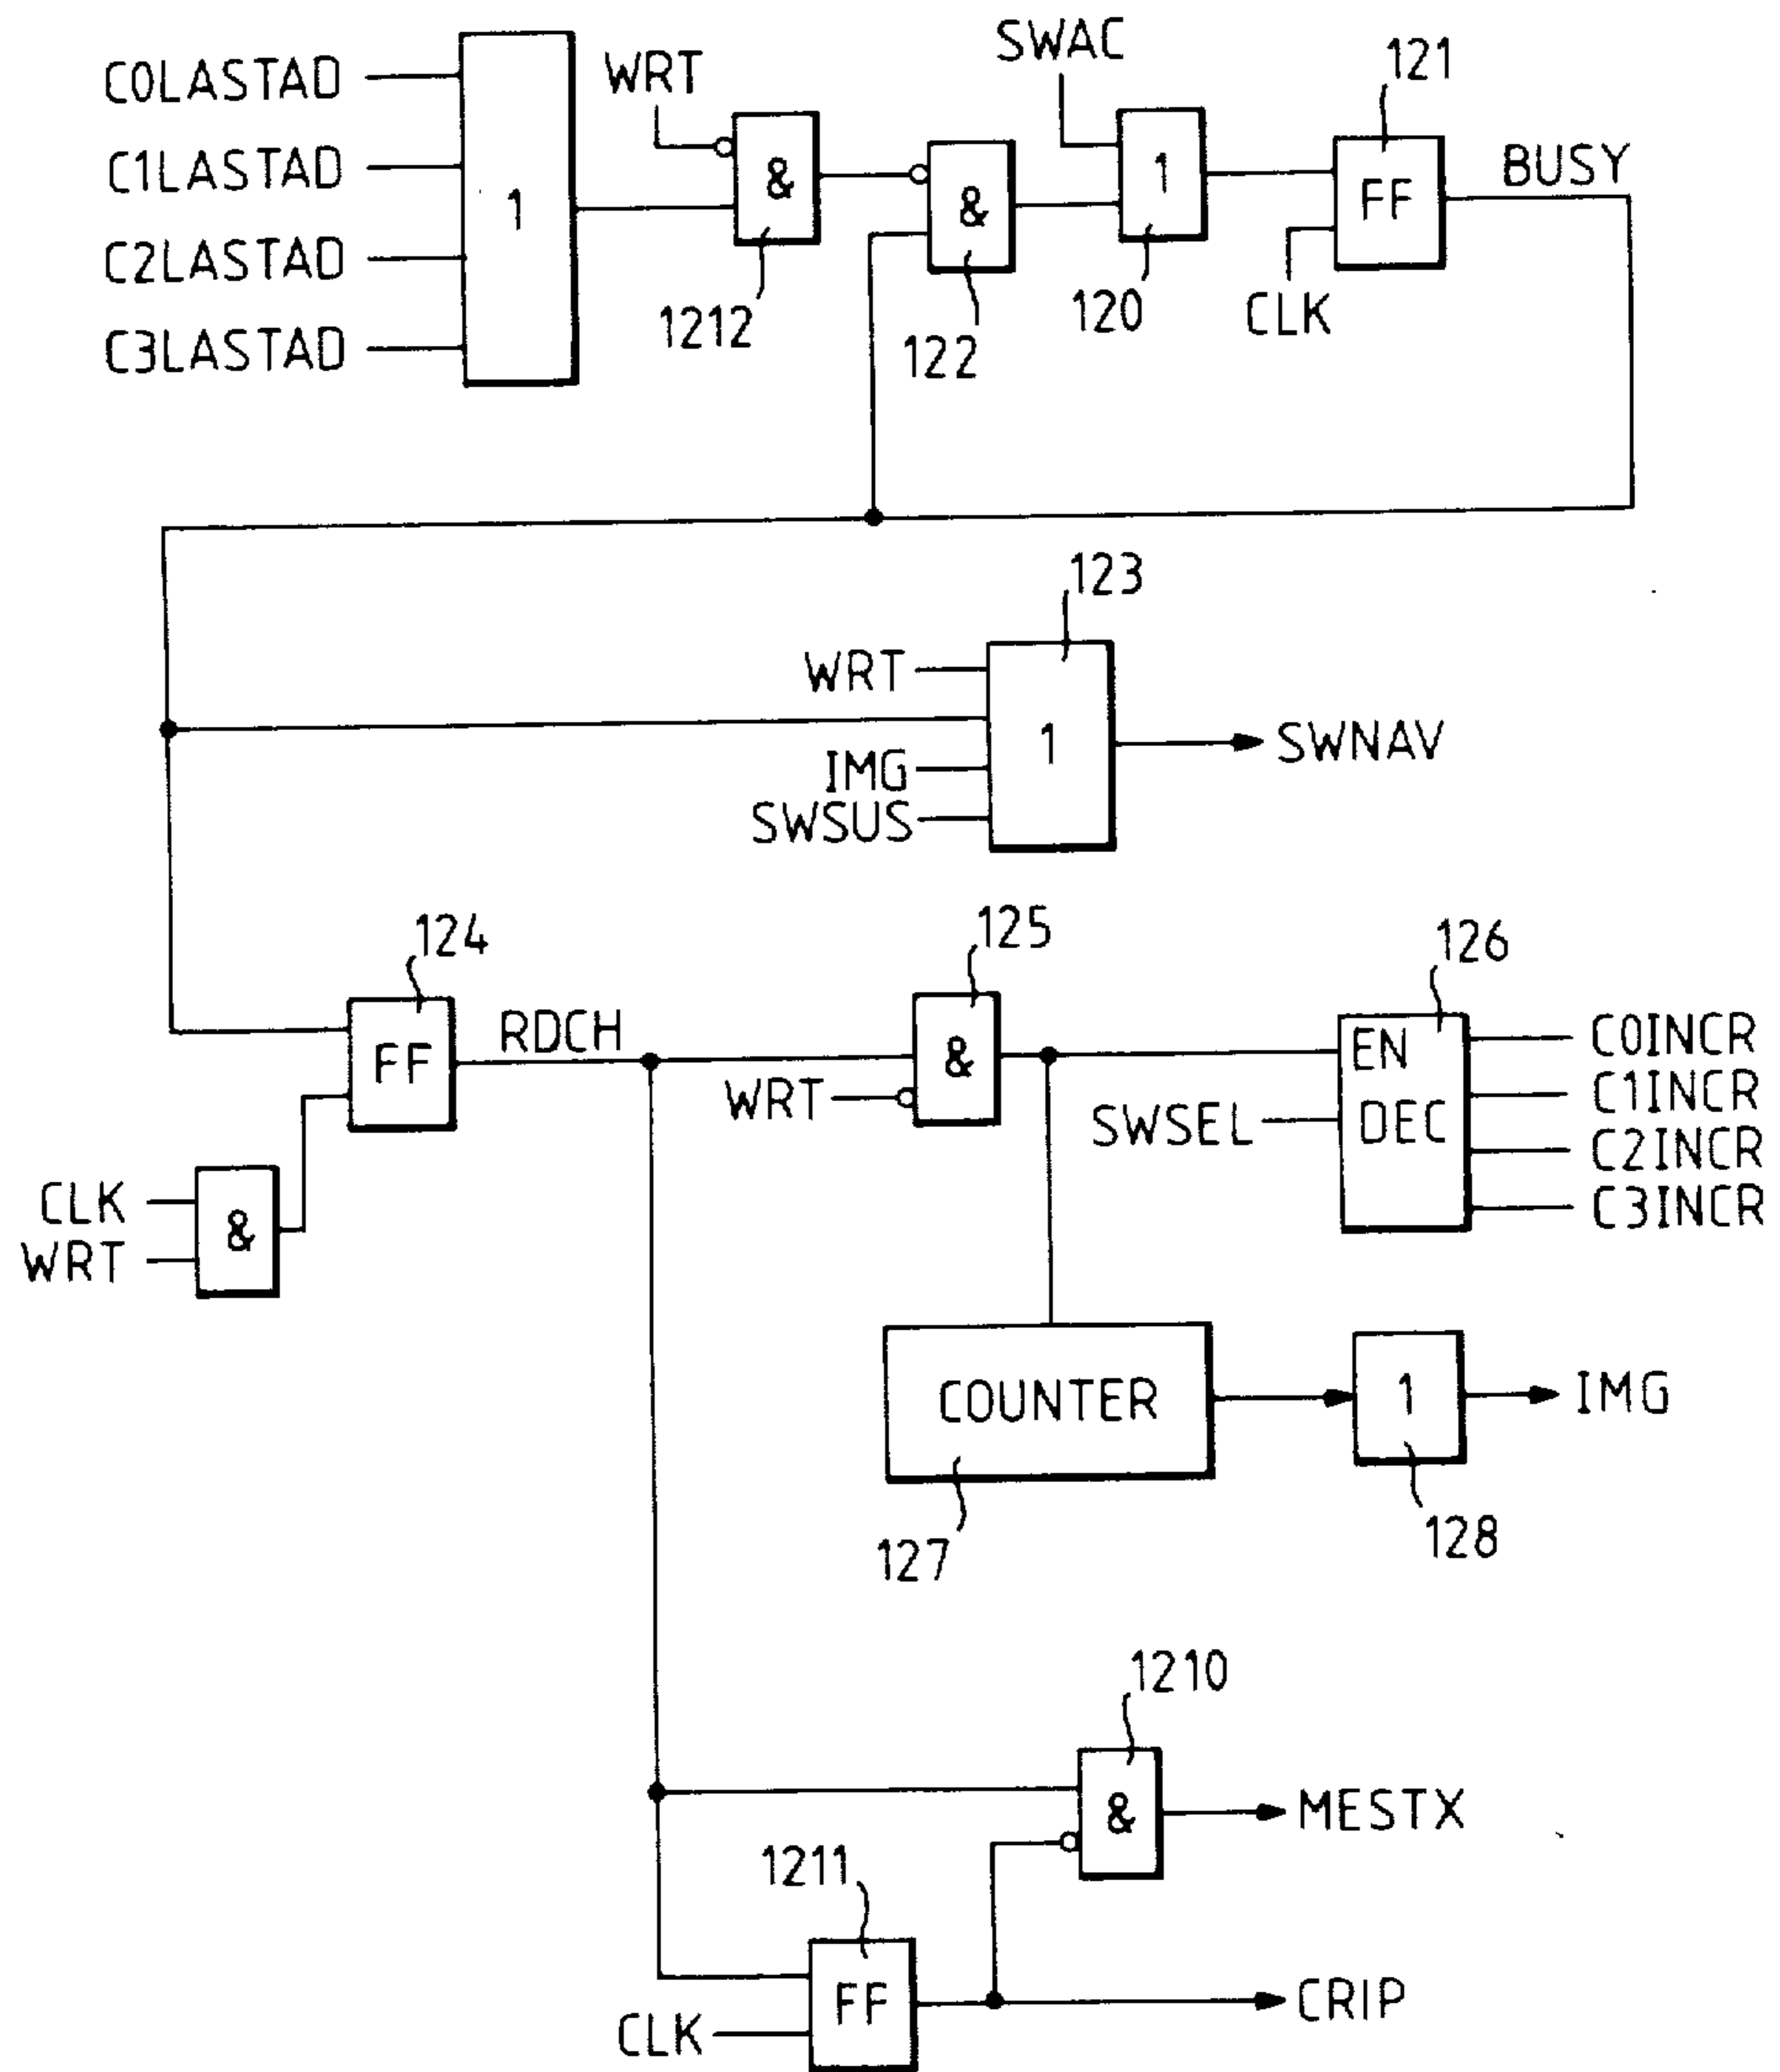 SWAC
121
C0LASTAD
WRT
1
C1LASTAD
&
1
FF
BUSY
1
&
C2LASTAD
1212
120
CLK
C3LASTAD
122
123
WRT
1
SWNAV
IMG
SWSUS
124
125
126
FF
RDCH
&
EN
C0INCR
WRT
SWSEL
DEC
C1INCR
C2INCR
CLK
&
C3INCR
WRT
COUNTER
1
IMG
127
128
1210
&
MESTX
1211
FF
CRIP
CLK